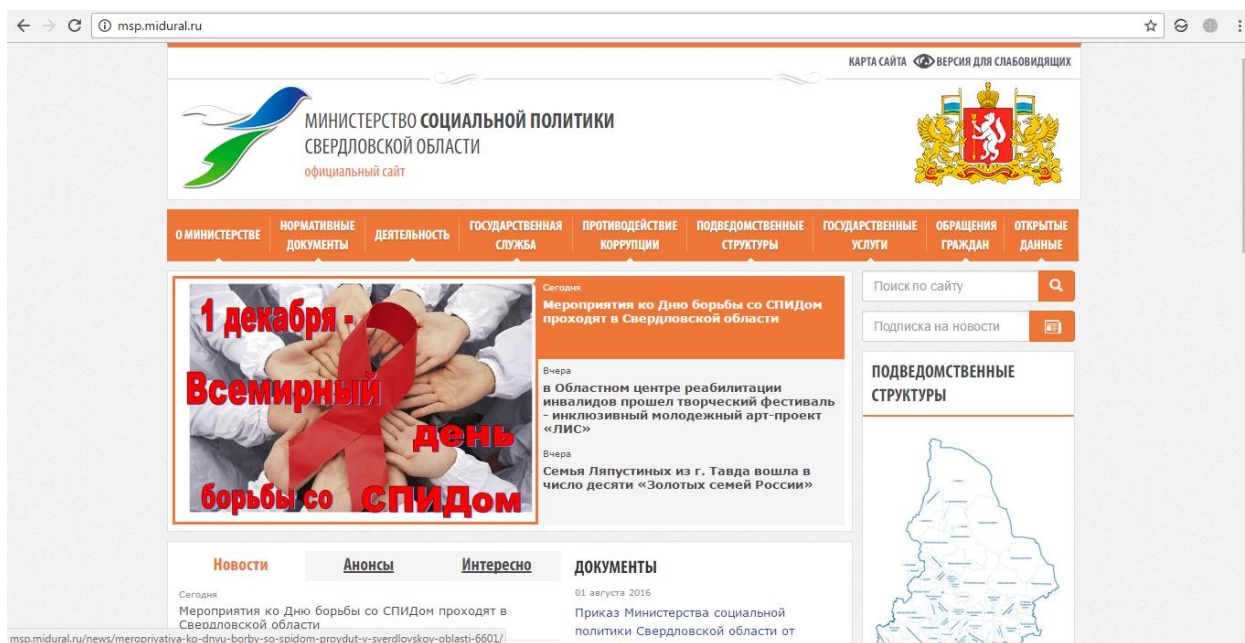 msp.midural.ru
КАРТА САЙТА ВЕРСИЯ ДЛЯ СЛАБОВИДЯЩИХ
МИНИСТЕРСТВО СОЦИАЛЬНОЙ ПОЛИТИКИ
СВЕРДЛОВСКОЙ ОБЛАСТИ
официальный сайт
О МИНИСТЕРСТВЕ
НОРМАТИВНЫЕ
ДОКУМЕНТЫ
ДЕЯТЕЛЬНОСТЬ
ГОСУДАРСТВЕННАЯ
СЛУЖБА
ПРОТИВОДЕЙСТВИЕ
КОРРУПЦИИ
ПОДВЕДОМСТВЕННЫЕ
СТРУКТУРЫ
ГОСУДАРСТВЕННЫЕ
УСЛУГИ
ОБРАЩЕНИЯ
ГРАЖДАН
ОТКРЫТЫЕ
ДАННЫЕ
1 декабря -
Всемирный
день
борьбы со СПИДом
Сегодня
Мероприятия ко Дню борьбы со СПИДом
проходят в Свердловской области
Вчера
в Областном центре реабилитации
инвалидов прошел творческий фестиваль
- инклюзивный молодежный арт-проект
«ЛИС»
Вчера
Семья Ляпустиных из г. Тавда вошла в
число десяти «Золотых семей России»
Поиск по сайту
Подписка на новости
ПОДВЕДОМСТВЕННЫЕ
СТРУКТУРЫ
Новости
Анонсы
Интересно
Сегодня
Мероприятия ко Дню борьбы со СПИДом проходят в
Свердловской области
ДОКУМЕНТЫ
01 августа 2016
Приказ Министерства социальной
политики Свердловской области от
msp.midural.ru/news/meropriyatiya-ko-dnyu-borby-so-spidom-provdut-v-sverdlovskoy-oblasti-6601/